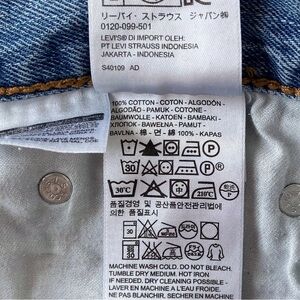 リーバイ・ストラウス ジャパン㈱
0120-099-501
LEVI'S® DI IMPORT OLEH:
PT LEVI STRAUSS INDONESIA
JAKARTA - INDONESIA
S40109 AD
100% COTTON - COTON - ALGODÓN -
ALGODÃO - PAMUK - COTONE -
BAUMWOLLE - KATOEN - BAMBAKI -
ХЛОПОК - BAWEŁNA - PAMUT -
BAVLNA - 棉 - 면 - 綿 100% - KAPAS
30°C
210℃
품질경영 및 공산품안전관리법에
의한 품질표시
MACHINE WASH COLD. DO NOT BLEACH.
TUMBLE DRY MEDIUM. HOT IRON
IF NEEDED. DRY CLEANING POSSIBLE -
LAVER EN MACHINE A L'EAU FROIDE.
NE PAS BLANCHIR. SECHER EN MACHINE